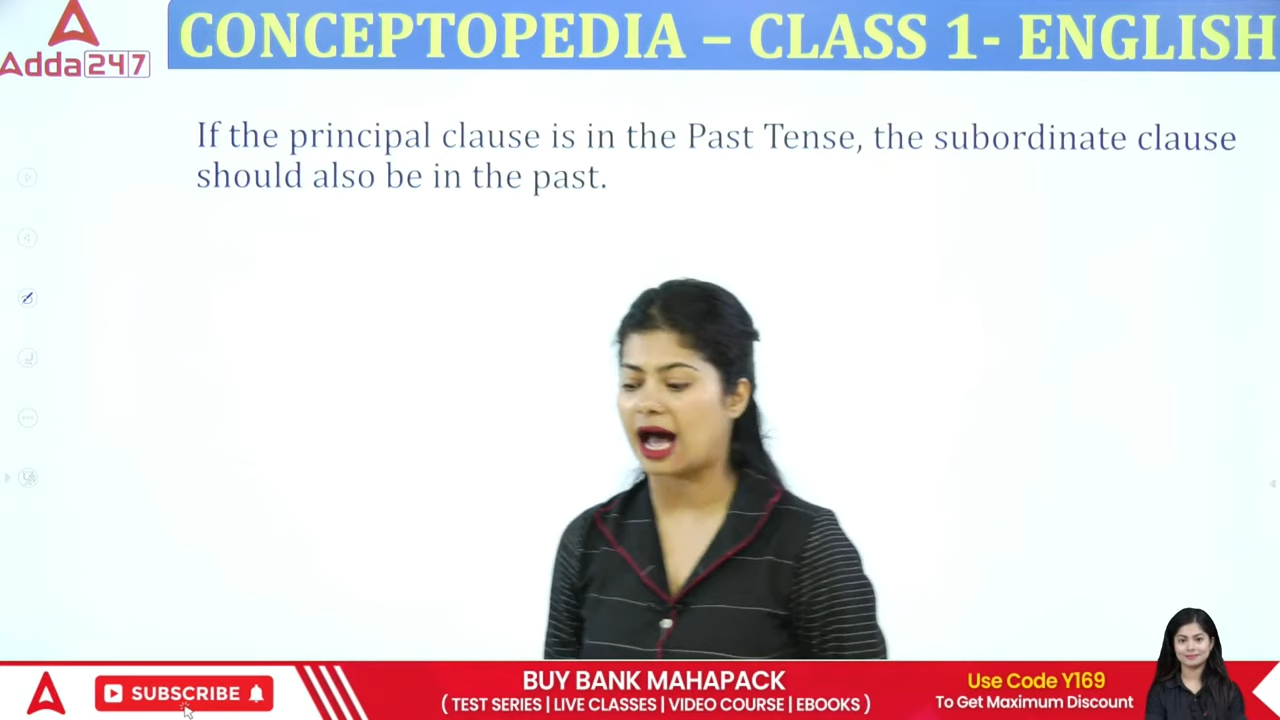 CONCEPTOPEDIA – CLASS 1- ENGLISH
Adda247
If the principal clause is in the Past Tense, the subordinate clause
should also be in the past.
SUBSCRIBE
BUY BANK MAHAPACK
( TEST SERIES | LIVE CLASSES | VIDEO COURSE | EBOOKS )
Use Code Y169
To Get Maximum Discount